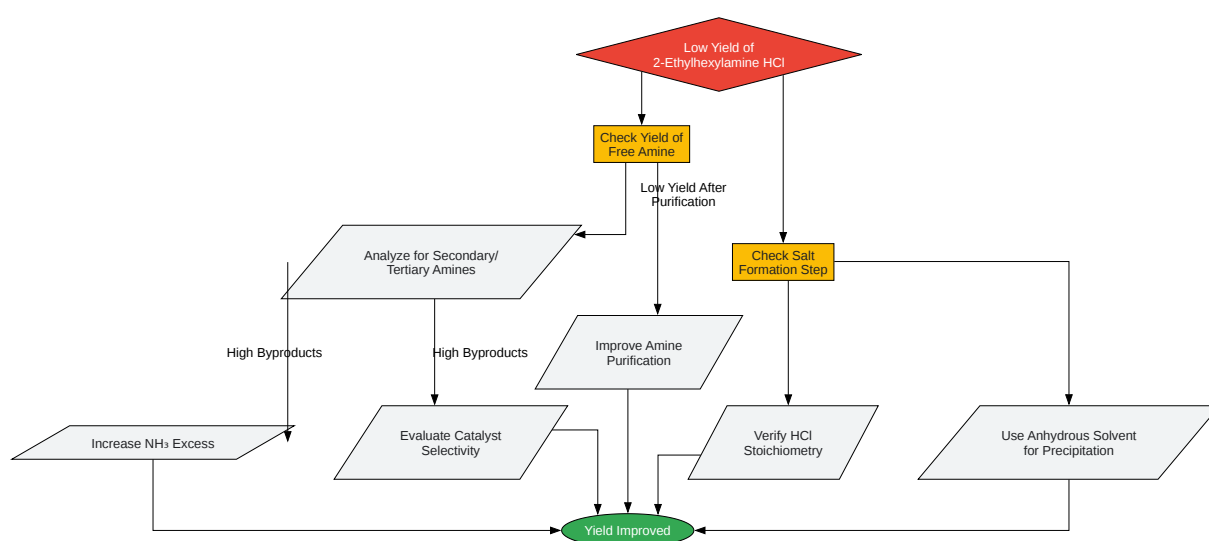 Low Yield of
2-Ethylhexylamine HCl
Check Yield of
Free Amine
Low Yield After
Purification
Analyze for Secondary/
Tertiary Amines
Check Salt
Formation Step
High Byproducts
High Byproducts
Improve Amine
Purification
Increase NH₃ Excess
Evaluate Catalyst
Selectivity
Verify HCl
Stoichiometry
Use Anhydrous Solvent
for Precipitation
Yield Improved